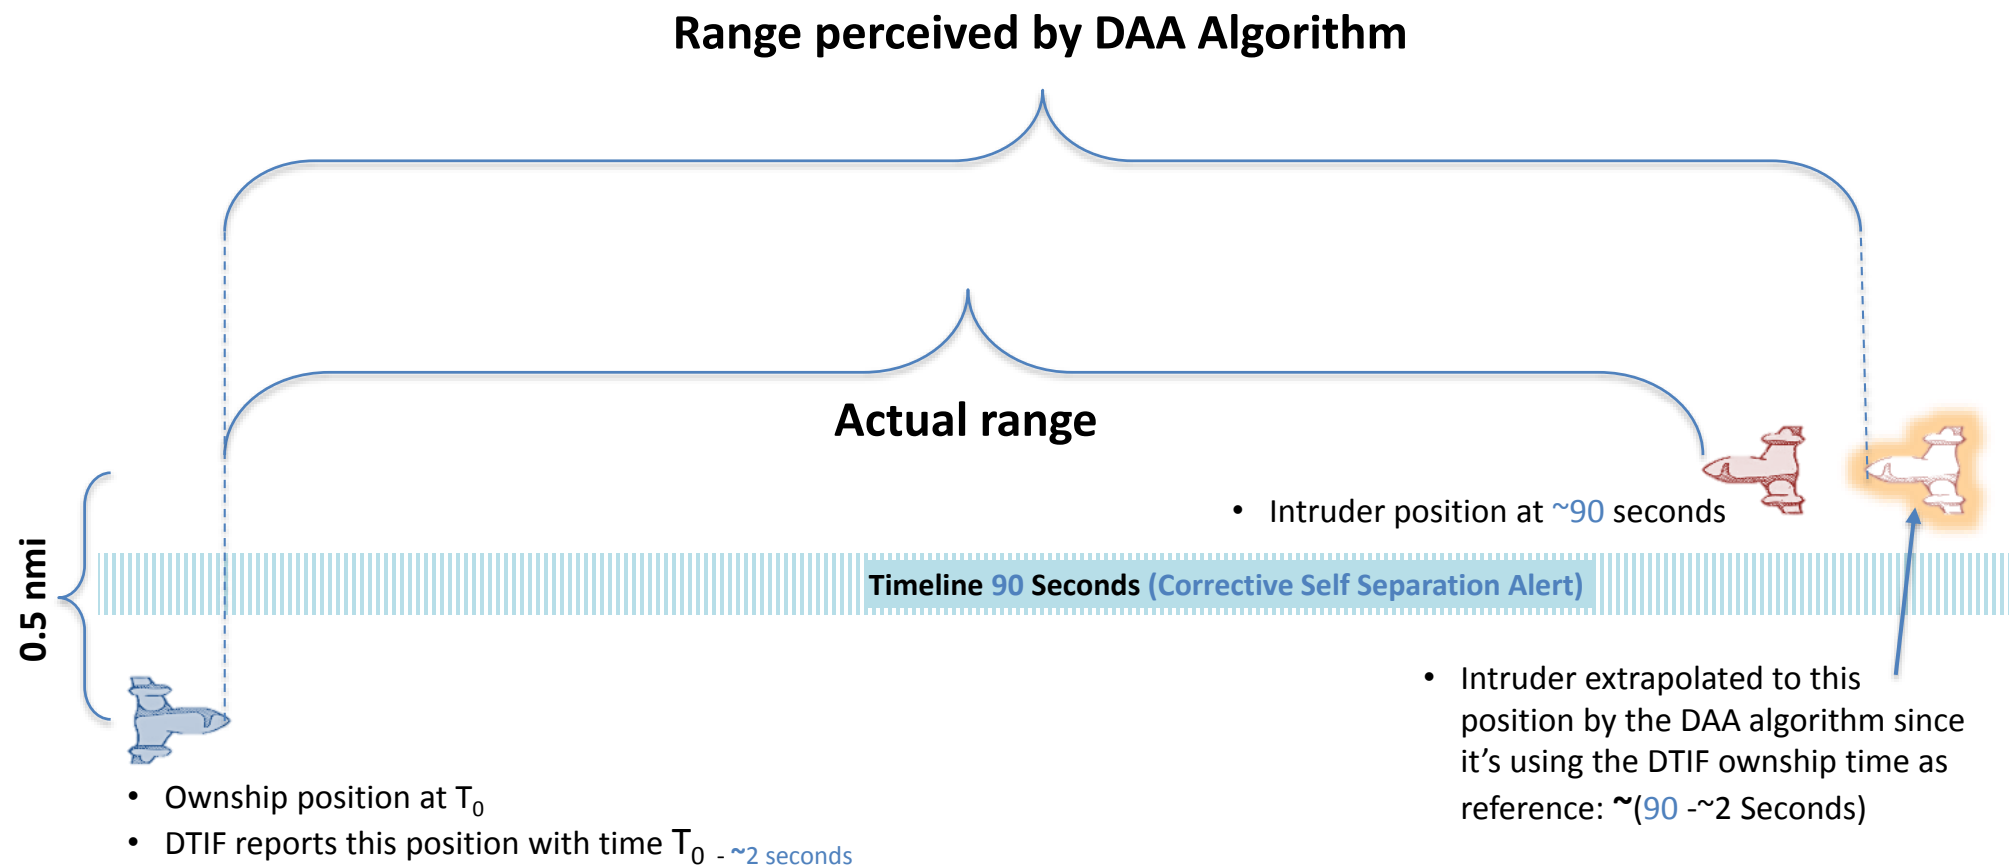 Range perceived by DAA Algorithm
Actual range
• Intruder position at ~90 seconds
0.5 nmi
Timeline 90 Seconds (Corrective Self Separation Alert)
• Intruder extrapolated to this
position by the DAA algorithm since
it’s using the DTIF ownship time as
reference: ~(90 -~2 Seconds)
• Ownship position at T0
• DTIF reports this position with time T0 - ~2 seconds